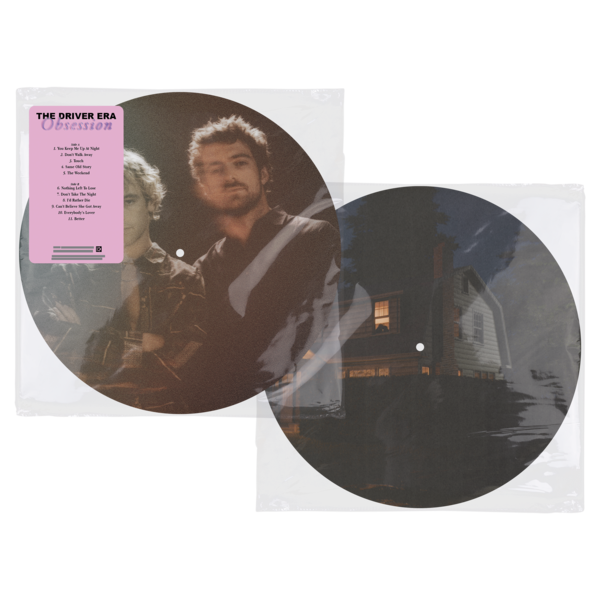 THE DRIVER ERA
Obsession
SIDE A
1. You Keep Me Up At Night
2. Don't Walk Away
3. Touch
4. Same Old Story
5. The Weekend
SIDE B
6. Nothing Left To Lose
7. Don't Take The Night
8. I'd Rather Die
9. Can't Believe She Got Away
10. Everybody's Lover
11. Better